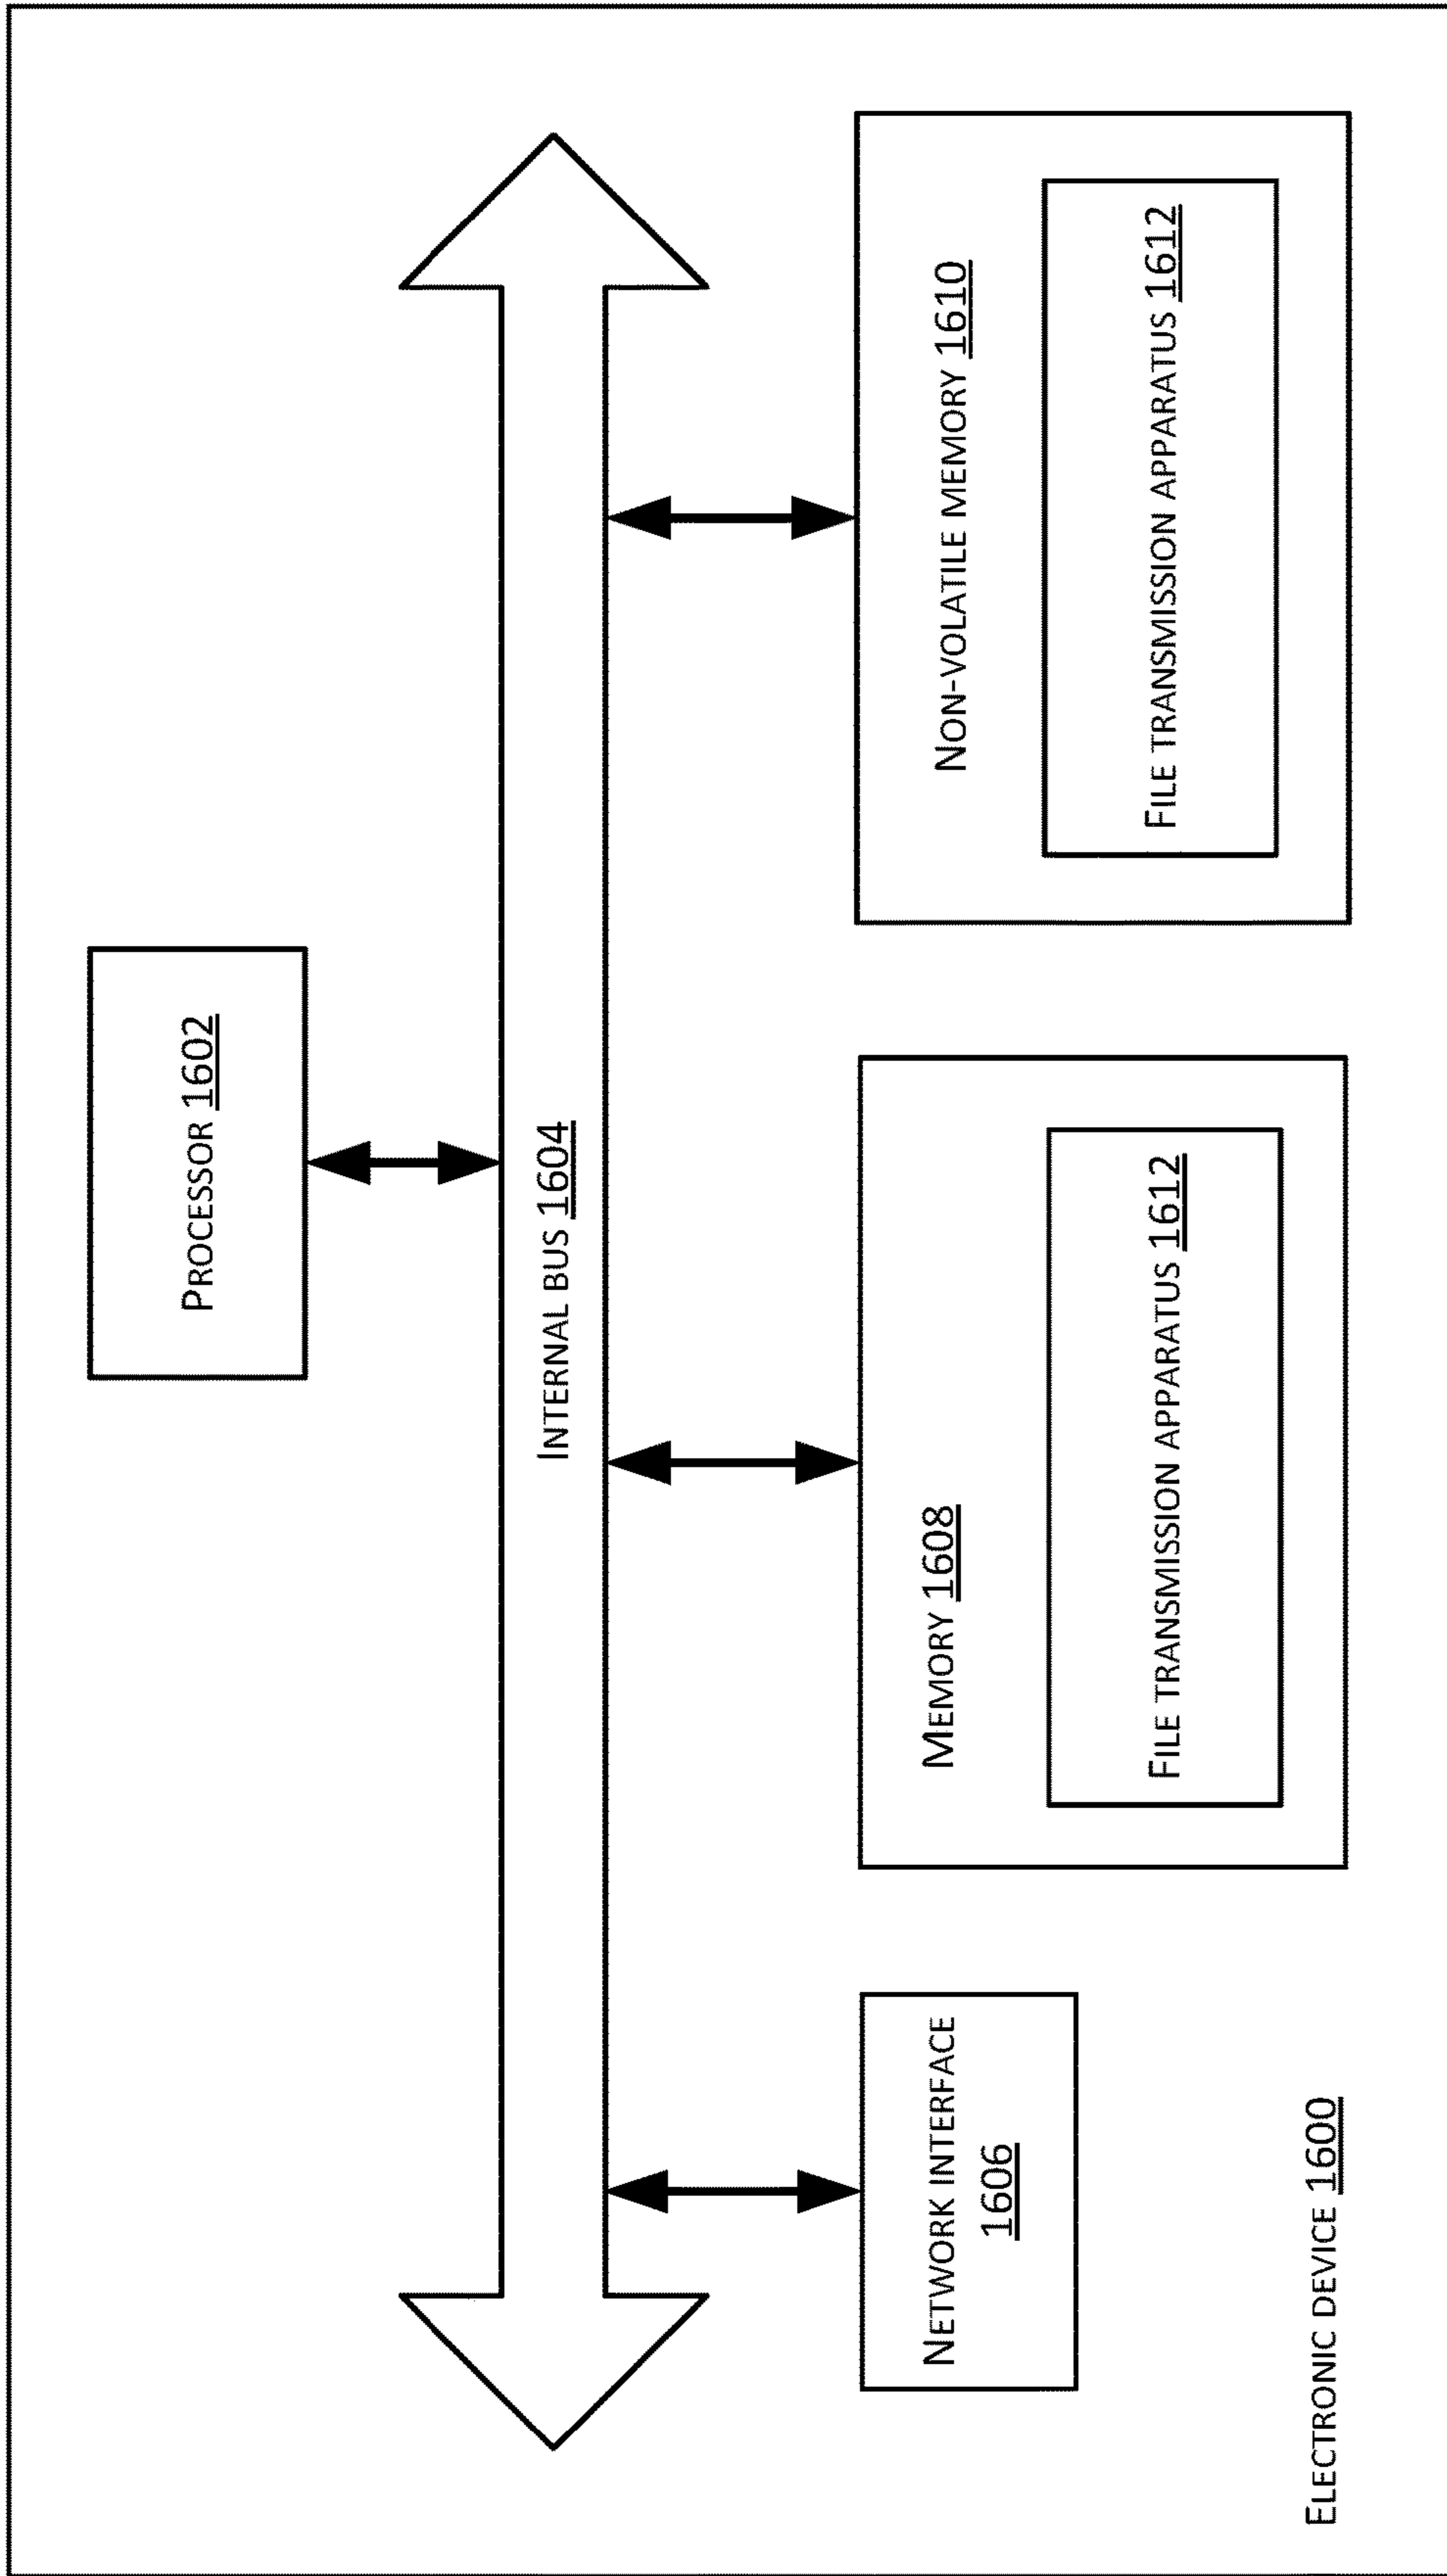 PROCESSOR 1602
INTERNAL BUS 1604
NETWORK INTERFACE
1606
MEMORY 1608
FILE TRANSMISSION APPARATUS 1612
NON-VOLATILE MEMORY 1610
FILE TRANSMISSION APPARATUS 1612
ELECTRONIC DEVICE 1600